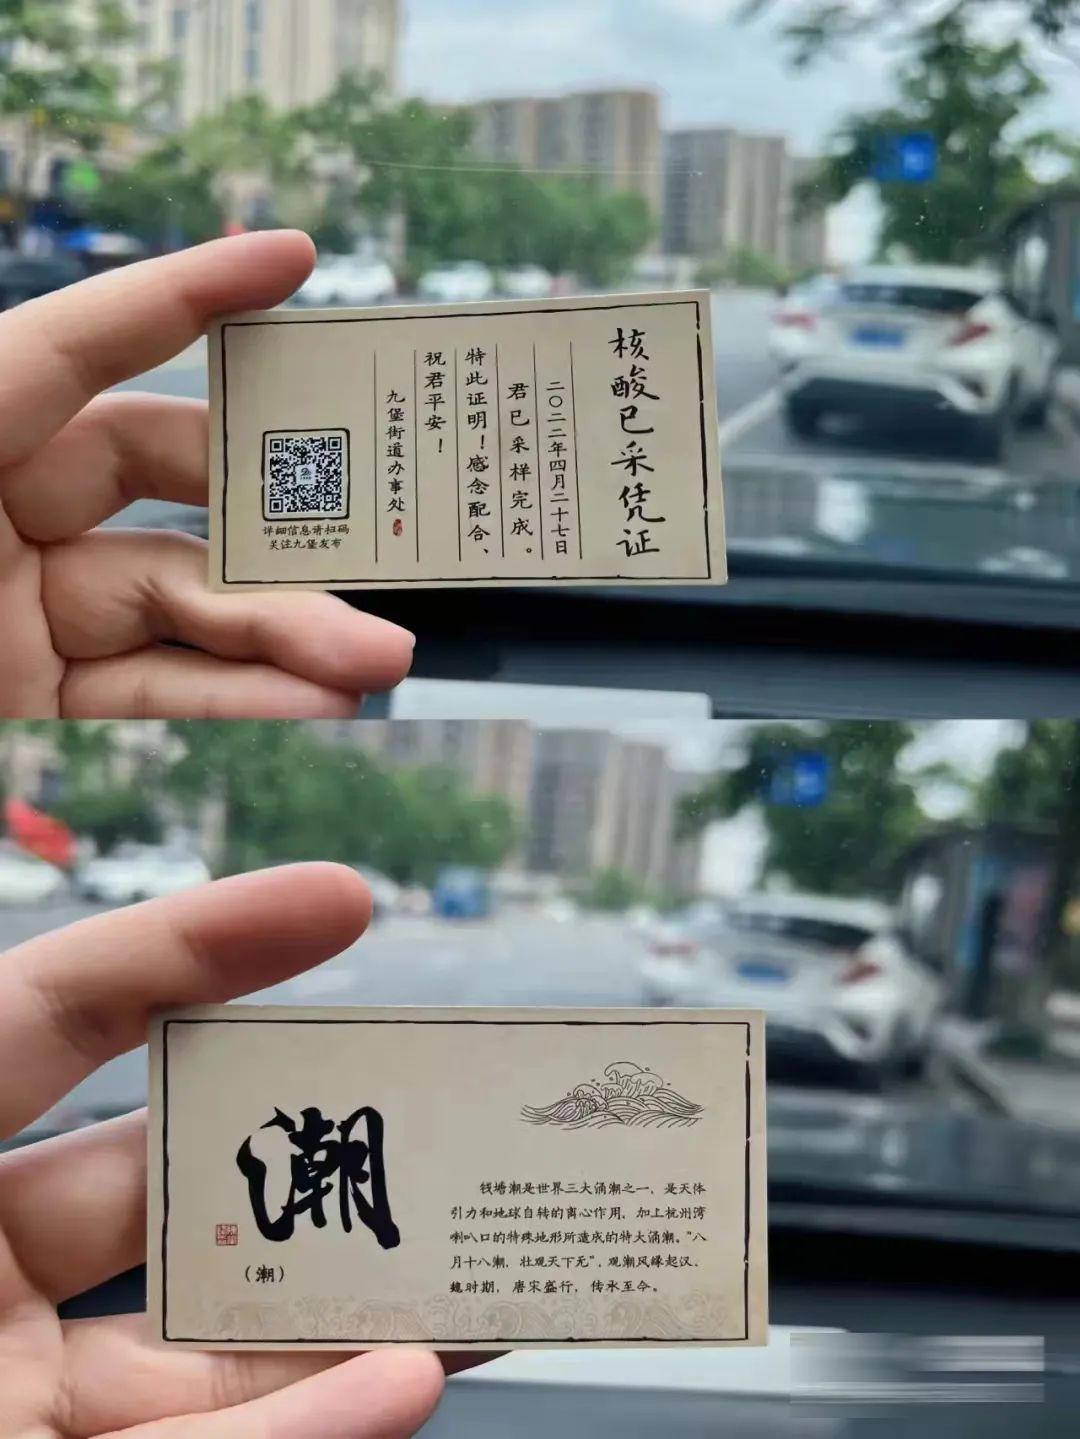 核酸已采凭证
二〇二二年四月二十七日
君已采样完成。
特此证明！感念配合、
祝君平安！
九堡街道办事处
详细信息请扫码
关注九堡发布
潮
（潮）
钱塘潮是世界三大涌潮之一，是天体
引力和地球自转的离心作用，加上杭州湾
喇叭口的特殊地形所造成的特大涌潮。“八
月十八潮，壮观天下无”，观潮风缘起汉、
魏时期，唐宋盛行，传承至今。